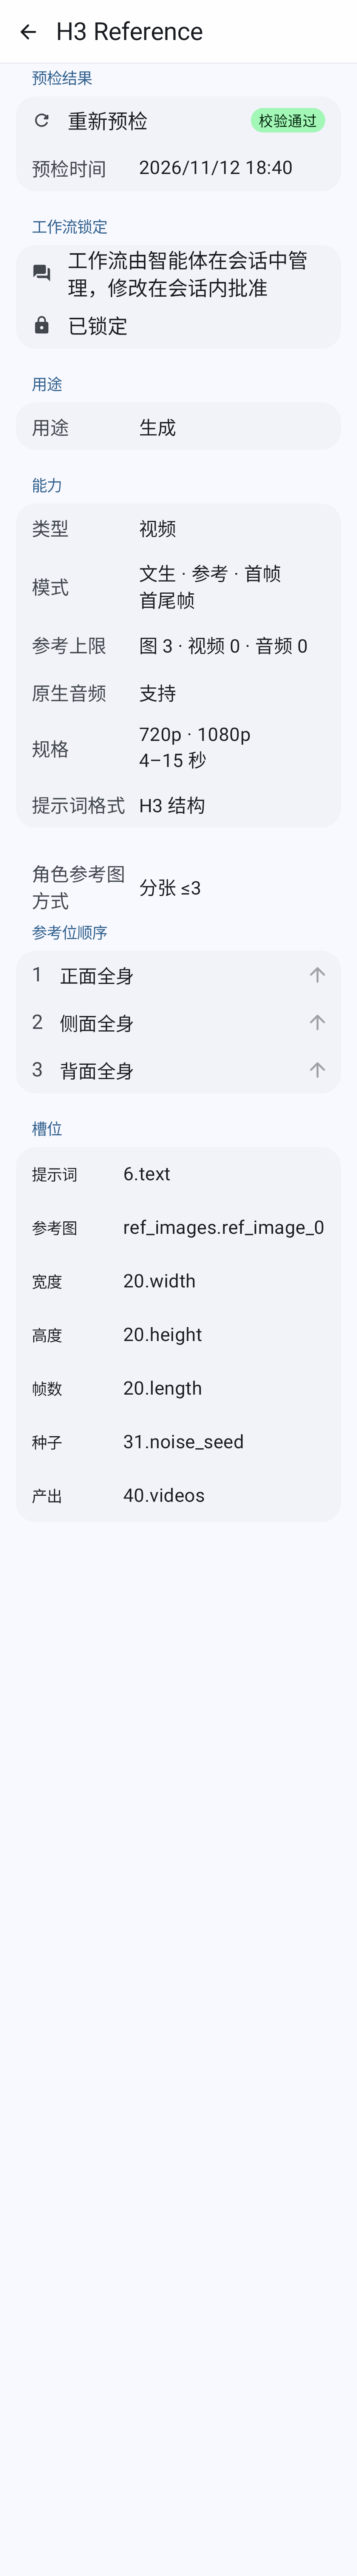 H3 Reference
预检结果
重新预检 校验通过
预检时间 2026/11/12 18:40
工作流锁定
工作流由智能体在会话中管
理，修改在会话内批准
已锁定
用途
用途 生成
能力
类型 视频
模式 文生 · 参考 · 首帧
首尾帧
参考上限 图 3 · 视频 0 · 音频 0
原生音频 支持
规格 720p · 1080p
4–15 秒
提示词格式 H3 结构
角色参考图
方式 分张 ≤3
参考位顺序
1 正面全身
2 侧面全身
3 背面全身
槽位
提示词 6.text
参考图 ref_images.ref_image_0
宽度 20.width
高度 20.height
帧数 20.length
种子 31.noise_seed
产出 40.videos